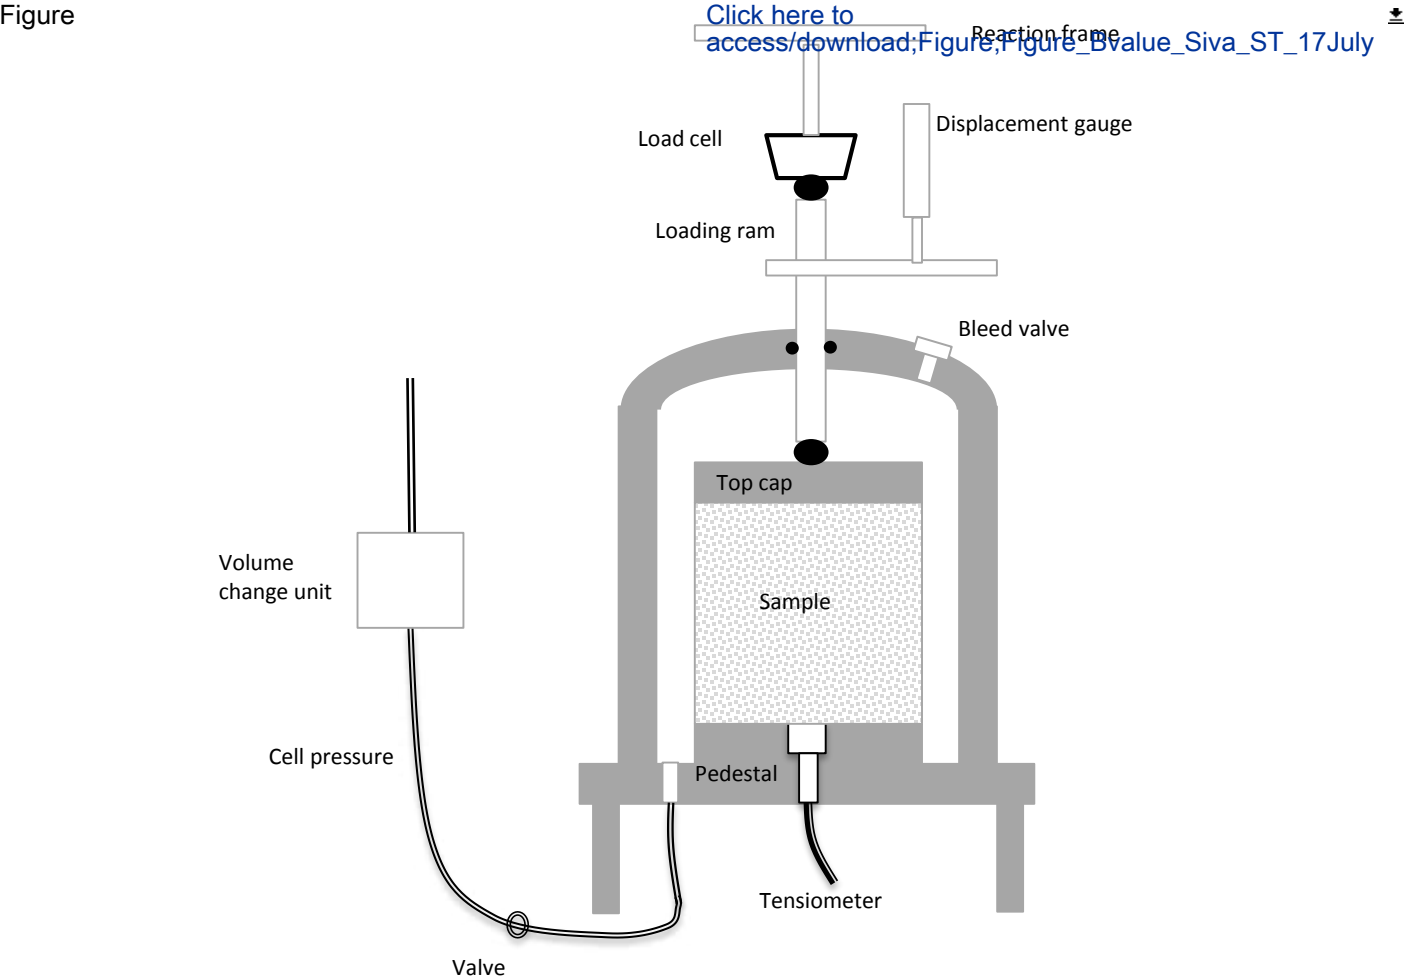 Figure
Click here to
access/download;Figure;Figure_Bvalue_Siva_ST_17July
Reaction frame
Displacement gauge
Load cell
Loading ram
Bleed valve
Top cap
Volume
change unit
Sample
Cell pressure
Pedestal
Tensiometer
Valve